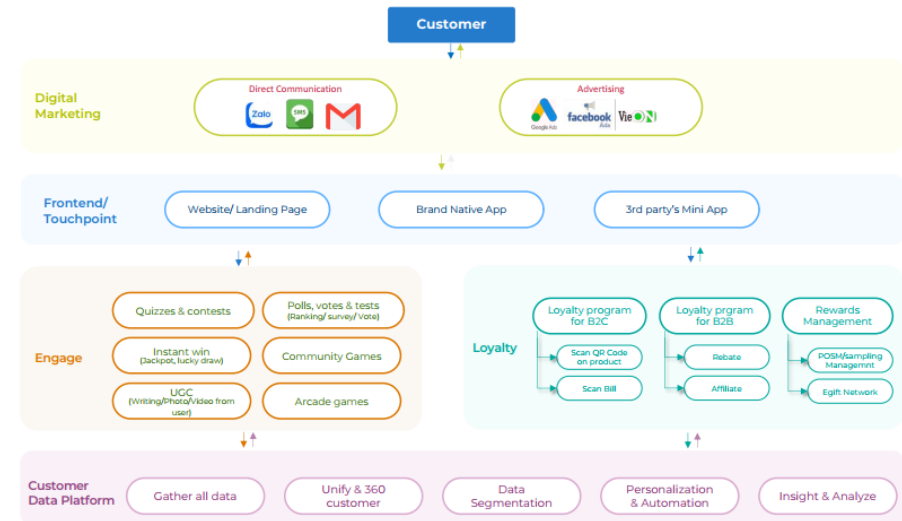 Customer
Digital
Marketing
Direct Communication
Zalo
SMS
Advertising
Google Ads
facebook
Ads
VieON
Frontend/
Touchpoint
Website/ Landing Page
Brand Native App
3rd party's Mini App
Engage
Quizzes & contests
Polls, votes & tests
(Ranking/ survey/ Vote)
Instant win
(Jackpot, lucky draw)
Community Games
UGC
(Writing/Photo/Video from
user)
Arcade games
Loyalty
Loyalty program
for B2C
Scan QR Code
on product
Scan Bill
Loyalty prgram
for B2B
Rebate
Affiliate
Rewards
Management
POSM/sampling
Managemnt
Egift Network
Customer
Data Platform
Gather all data
Unify & 360
customer
Data
Segmentation
Personalization
& Automation
Insight & Analyze